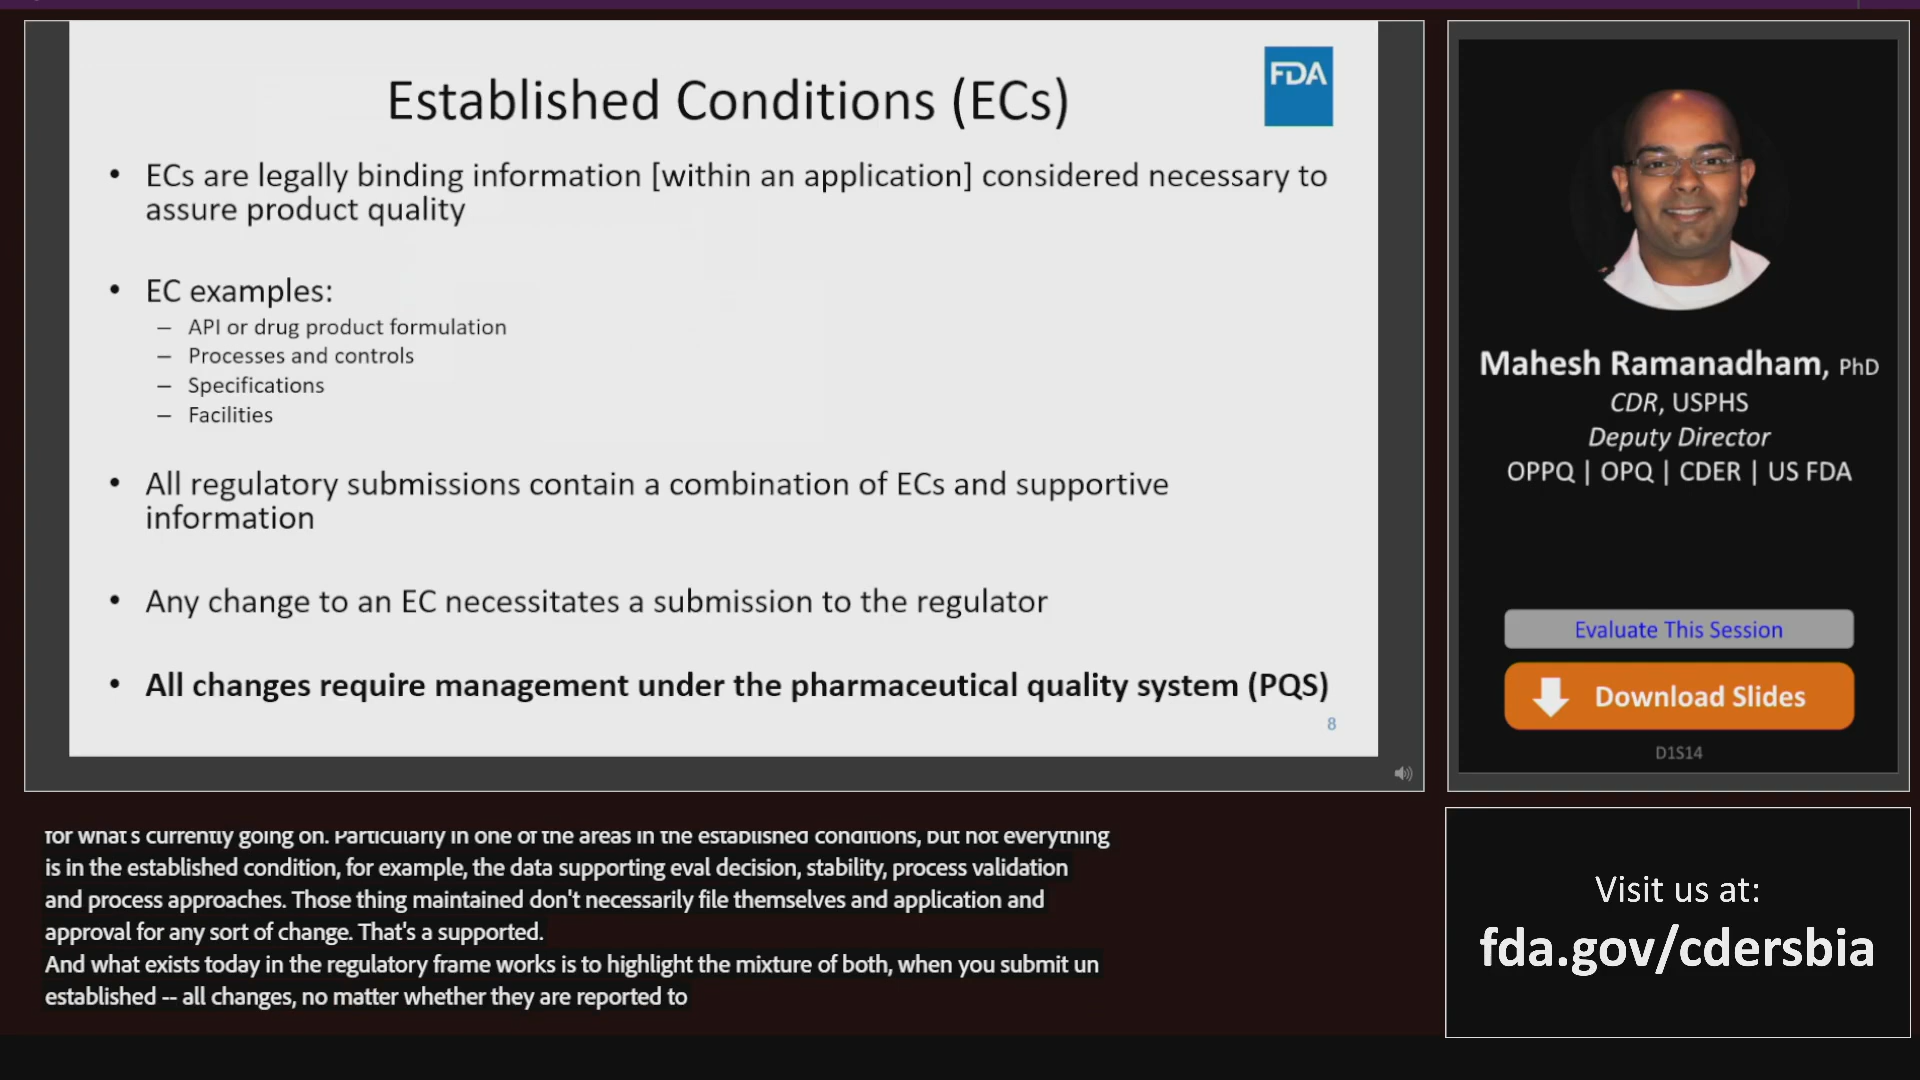 FDA
Established Conditions (ECs)
• ECs are legally binding information [within an application] considered necessary to
assure product quality
• EC examples:
– API or drug product formulation
– Processes and controls
– Specifications
– Facilities
• All regulatory submissions contain a combination of ECs and supportive
information
• Any change to an EC necessitates a submission to the regulator
• All changes require management under the pharmaceutical quality system (PQS)
8
Mahesh Ramanadham, PhD
CDR, USPHS
Deputy Director
OPPQ | OPQ | CDER | US FDA
Evaluate This Session
Download Slides
D1S14
for what's currently going on. Particularly in one of the areas in the established conditions, but not everything
is in the established condition, for example, the data supporting eval decision, stability, process validation
and process approaches. Those thing maintained don't necessarily file themselves and application and
approval for any sort of change. That's a supported.
And what exists today in the regulatory frame works is to highlight the mixture of both, when you submit un
established -- all changes, no matter whether they are reported to
Visit us at:
fda.gov/cdersbia